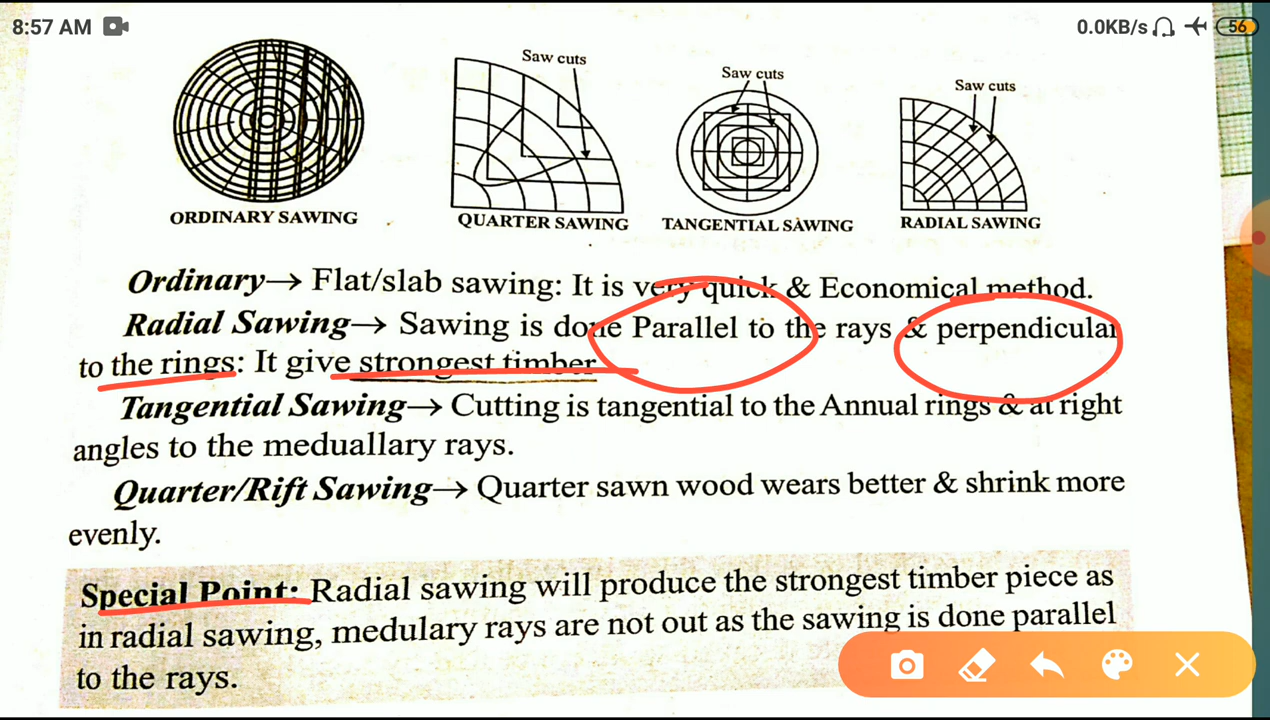 8:57 AM
0.0KB/s
56
Saw cuts
Saw cuts
Saw cuts
ORDINARY SAWING
QUARTER SAWING
TANGENTIAL SAWING
RADIAL SAWING
Ordinary→ Flat/slab sawing: It is very quick & Economical method.
Radial Sawing→ Sawing is done Parallel to the rays & perpendicular
to the rings: It give strongest timber
Tangential Sawing→ Cutting is tangential to the Annual rings & at right
angles to the meduallary rays.
Quarter/Rift Sawing→ Quarter sawn wood wears better & shrink more
evenly.
Special Point: Radial sawing will produce the strongest timber piece as
in radial sawing, medulary rays are not out as the sawing is done parallel
to the rays.